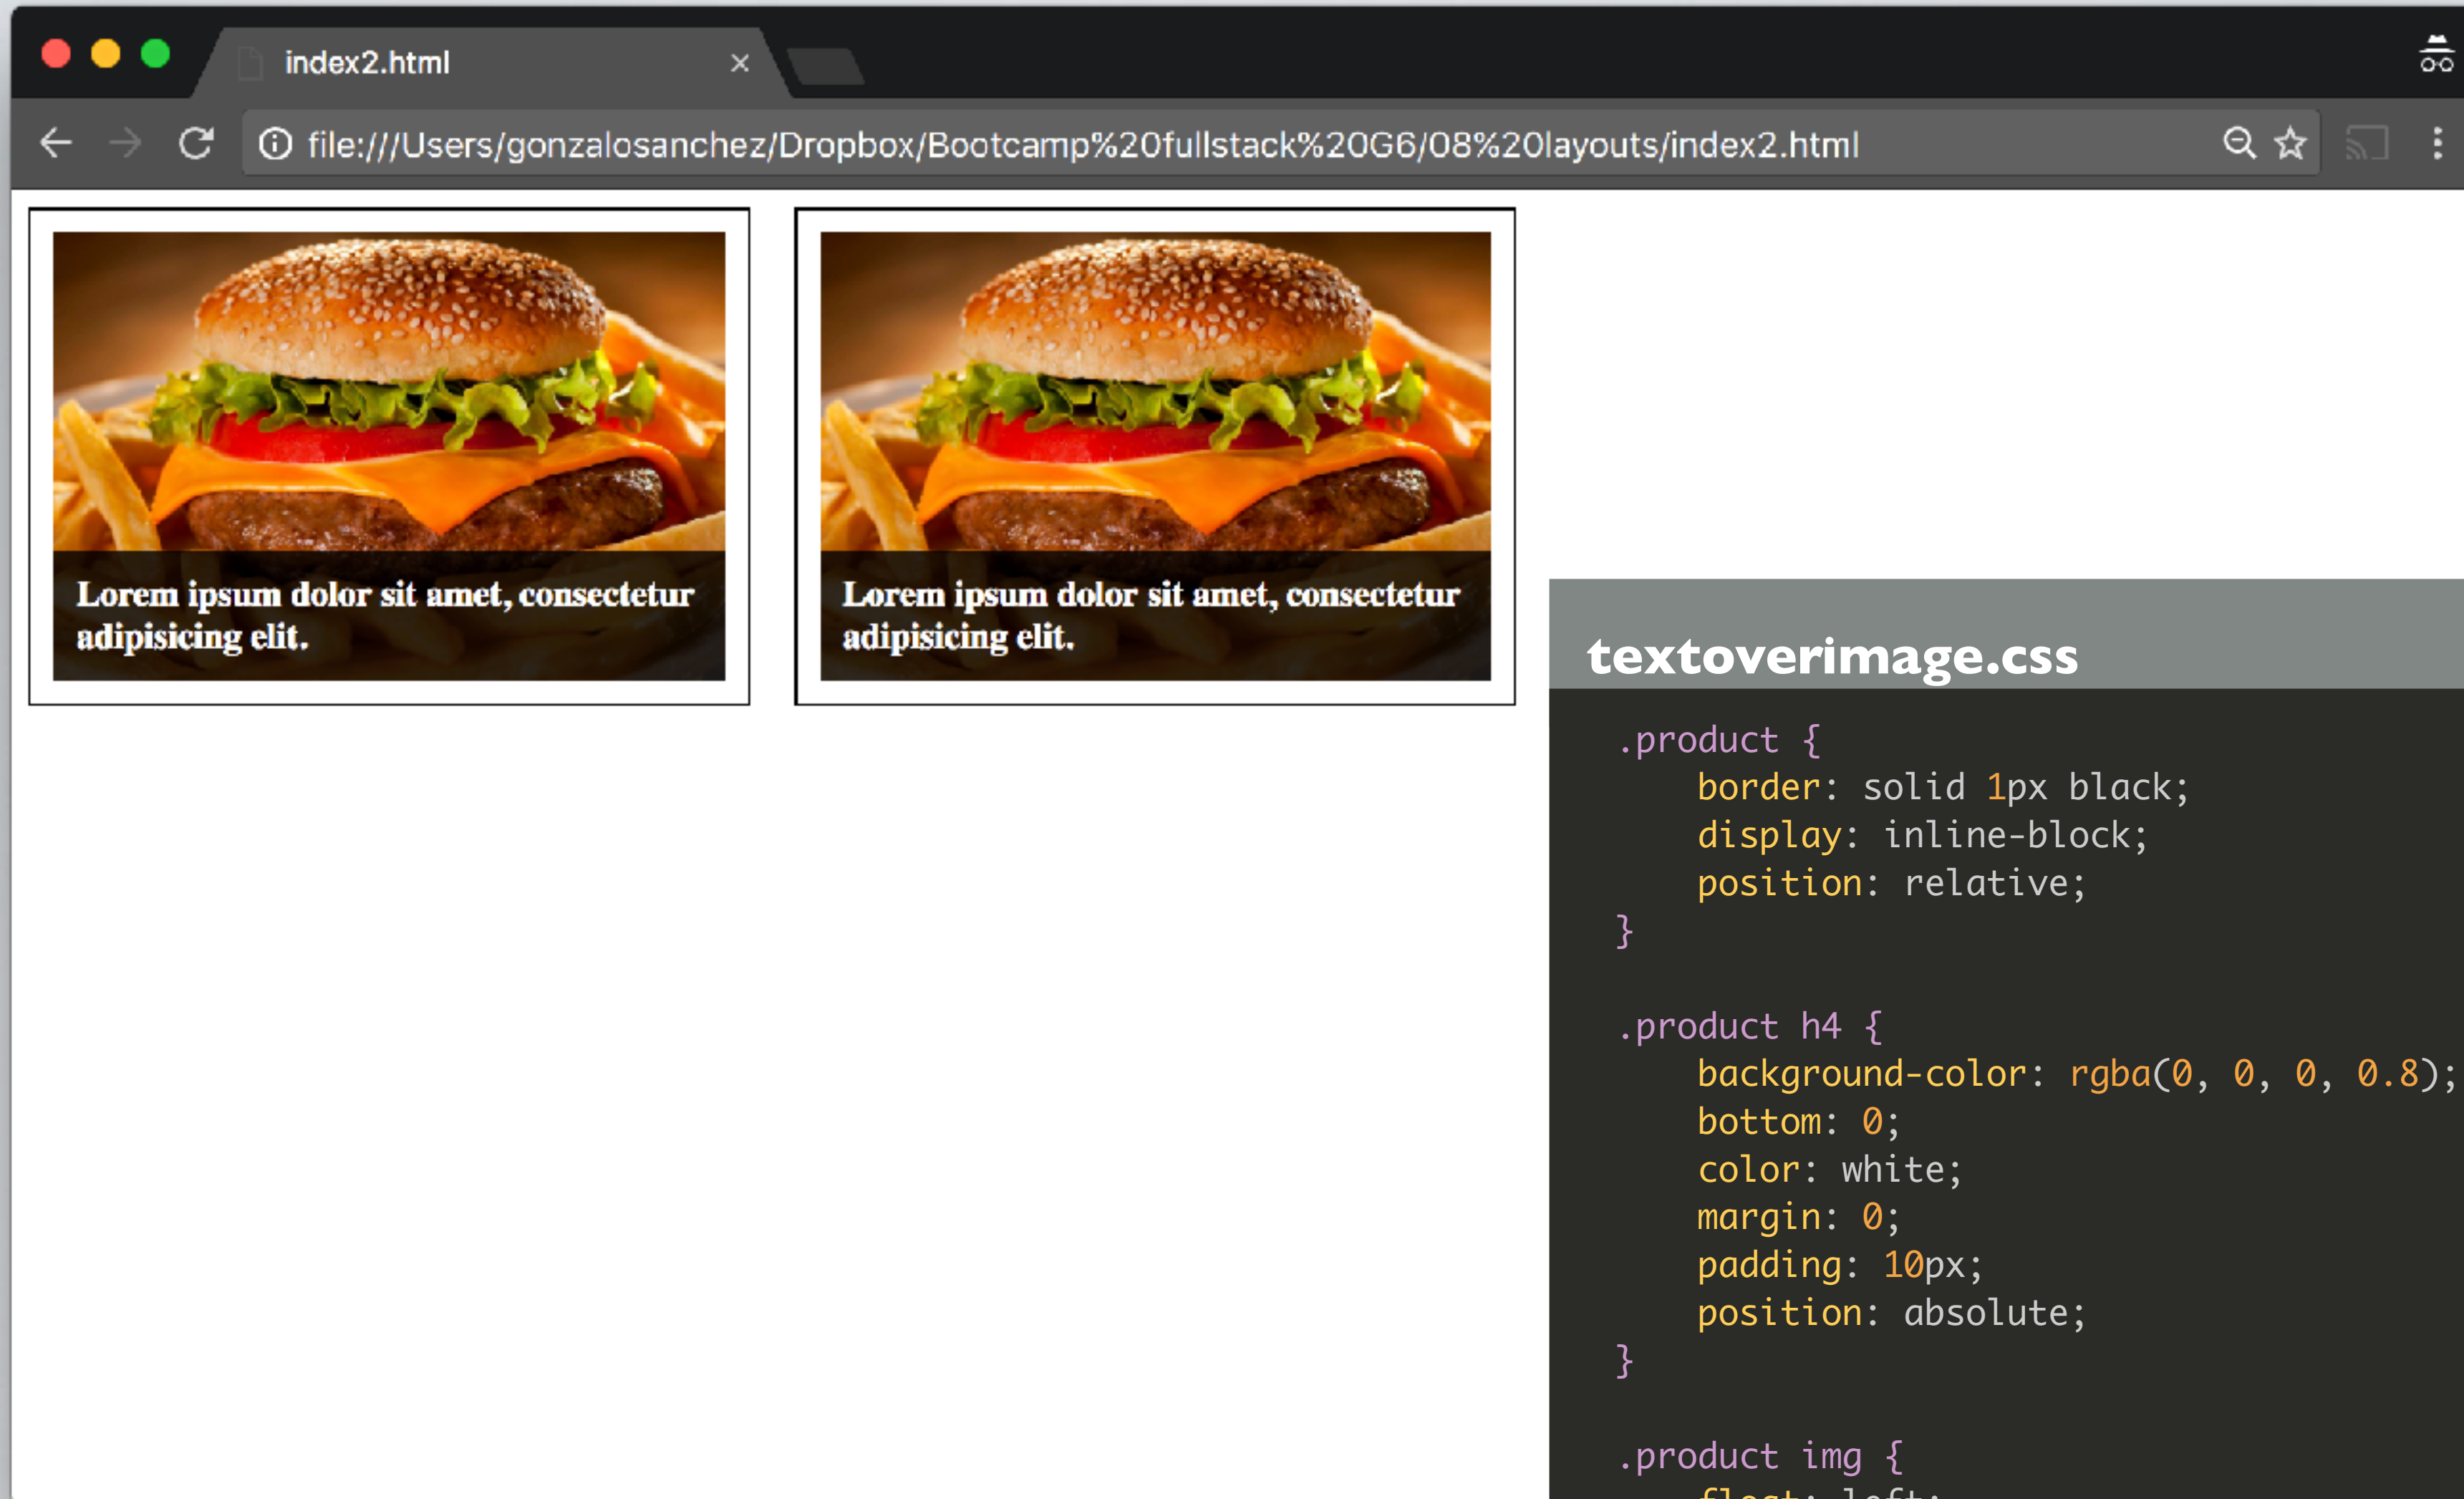 index2.html
file:///Users/gonzalosanchez/Dropbox/Bootcamp%20fullstack%20G6/08%20layouts/index2.html
Lorem ipsum dolor sit amet, consectetur
adipisicing elit.
Lorem ipsum dolor sit amet, consectetur
adipisicing elit.
textoverimage.css
.product {
    border: solid 1px black;
    display: inline-block;
    position: relative;
}
.product h4 {
    background-color: rgba(0, 0, 0, 0.8);
    bottom: 0;
    color: white;
    margin: 0;
    padding: 10px;
    position: absolute;
}
.product img {
    float: left;